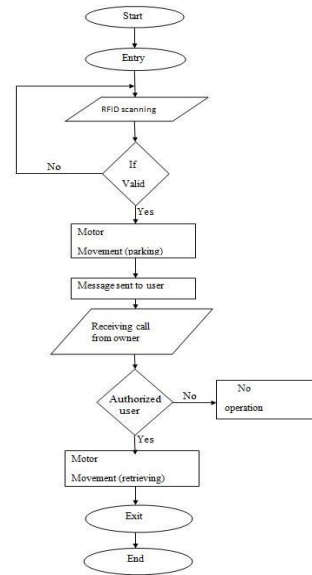 Start
Entry
RFID scanning
If
Valid
No
Yes
Motor
Movement (parking)
Message sent to user
Receiving call
from owner
Authorized
user
No
No
operation
Yes
Motor
Movement (retrieving)
Exit
End